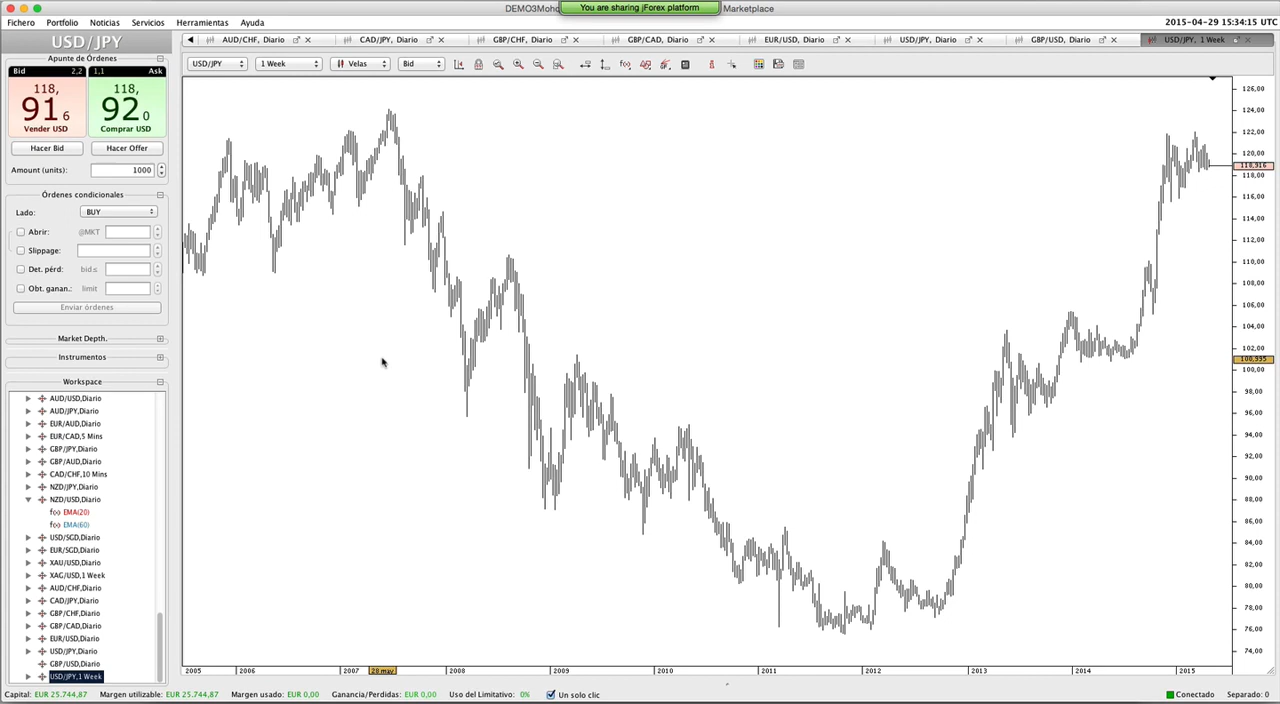 DEMO3Moh
You are sharing jForex platform
Marketplace
Fichero Portfolio Noticias Servicios Herramientas Ayuda
2015-04-29 15:34:15 UTC
USD/JPY
AUD/CHF, Diario CAD/JPY, Diario GBP/CHF, Diario GBP/CAD, Diario EUR/USD, Diario USD/JPY, Diario GBP/USD, Diario USD/JPY, 1 Week
Apunte de Órdenes
USD/JPY 1 Week Velas Bid
Bid 2,2 1,1 Ask
118, 118,
91 6 92 0
Vender USD Comprar USD
Hacer Bid Hacer Offer
Amount (units): 1000
Órdenes condicionales
Lado: BUY
Abrir: @MKT
Slippage:
Det. pérd: bid≤
Obt. ganan.: limit
Enviar órdenes
Market Depth.
Instrumentos
Workspace
AUD/USD,Diario
AUD/JPY,Diario
EUR/AUD,Diario
EUR/CAD,5 Mins
GBP/JPY,Diario
GBP/AUD,Diario
CAD/CHF,10 Mins
NZD/JPY,Diario
NZD/USD,Diario
f(x) EMA(20)
f(x) EMA(60)
USD/SGD,Diario
EUR/SGD,Diario
XAU/USD,Diario
XAG/USD,1 Week
AUD/CHF,Diario
CAD/JPY,Diario
GBP/CHF,Diario
GBP/CAD,Diario
EUR/USD,Diario
USD/JPY,Diario
GBP/USD,Diario
USD/JPY,1 Week
126,00
124,00
122,00
120,00
118,916
118,00
116,00
114,00
112,00
110,00
108,00
106,00
104,00
102,00
100,995
100,00
98,00
96,00
94,00
92,00
90,00
88,00
86,00
84,00
82,00
80,00
78,00
76,00
74,00
2005 2006 2007 28 may 2008 2009 2010 2011 2012 2013 2014 2015
Capital: EUR 25.744,87 Margen utilizable: EUR 25.744,87 Margen usado: EUR 0,00 Ganancia/Perdidas: EUR 0,00 Uso del Limitativo: 0% Un solo clic Conectado Separado: 0